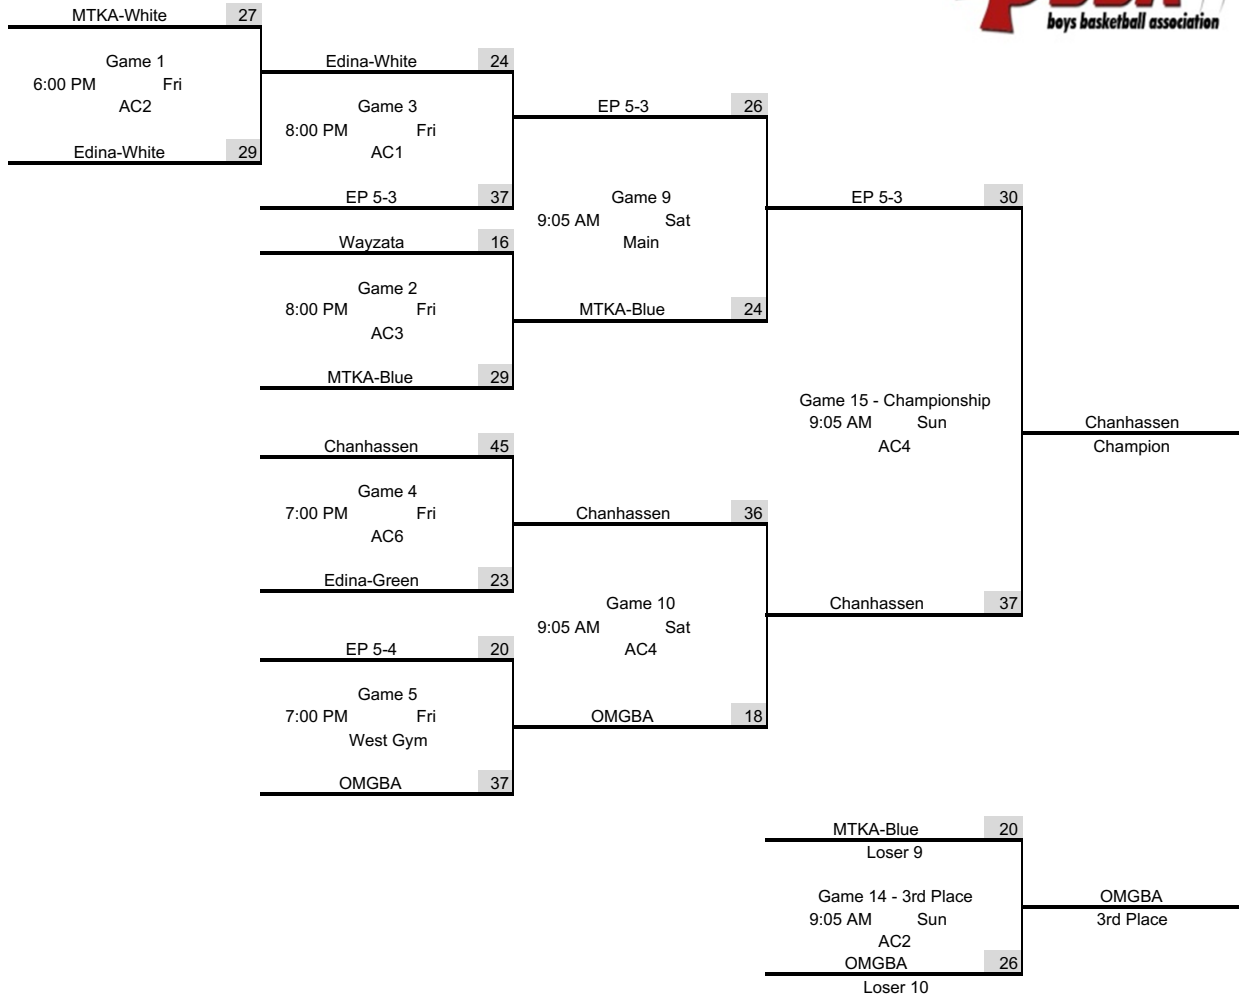 MTKA-White 27
boys basketball association
Game 1
Edina-White 24
6:00 PM Fri
AC2
Game 3
EP 5-3 26
8:00 PM Fri
Edina-White 29
AC1
EP 5-3 37
Game 9
EP 5-3 30
9:05 AM Sat
Wayzata 16
Main
Game 2
8:00 PM Fri
MTKA-Blue 24
AC3
MTKA-Blue 29
Game 15 - Championship
9:05 AM Sun
Chanhassen
Chanhassen 45
AC4
Champion
Game 4
7:00 PM Fri
Chanhassen 36
AC6
Edina-Green 23
Game 10
Chanhassen 37
9:05 AM Sat
EP 5-4 20
AC4
Game 5
7:00 PM Fri
OMGBA 18
West Gym
OMGBA 37
MTKA-Blue 20
Loser 9
Game 14 - 3rd Place
OMGBA
9:05 AM Sun
3rd Place
AC2
OMGBA 26
Loser 10